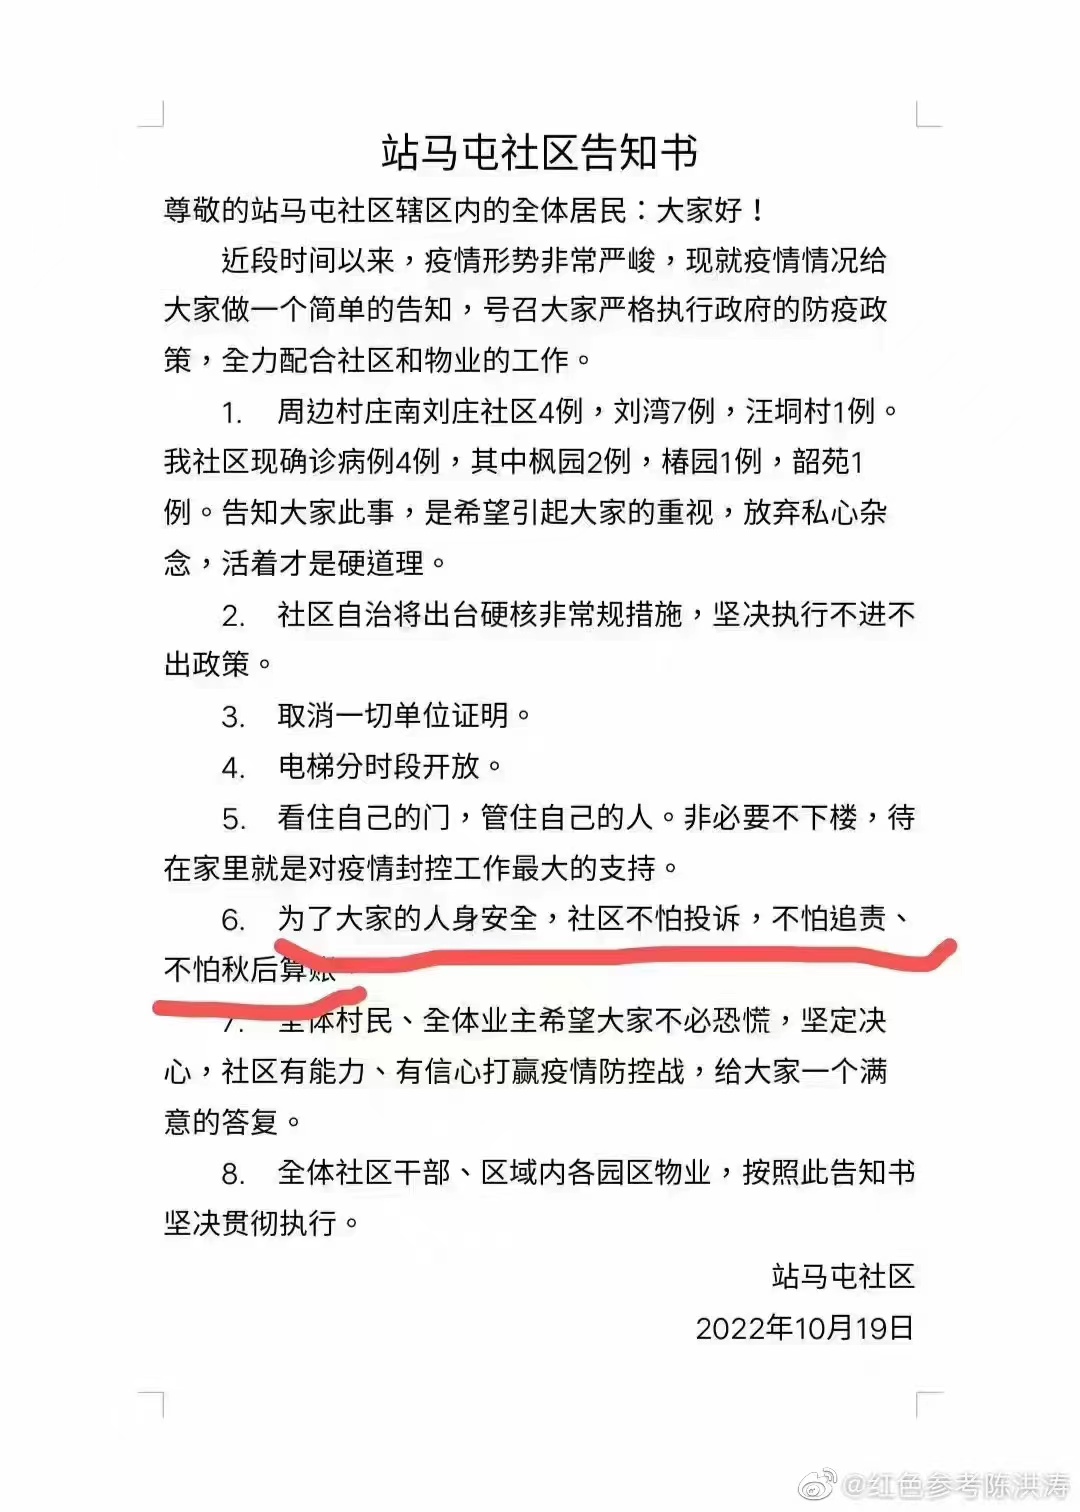 站马屯社区告知书
尊敬的站马屯社区辖区内的全体居民：大家好！
近段时间以来，疫情形势非常严峻，现就疫情情况给
大家做一个简单的告知，号召大家严格执行政府的防疫政
策，全力配合社区和物业的工作。
1. 周边村庄南刘庄社区4例，刘湾7例，汪垌村1例。
我社区现确诊病例4例，其中枫园2例，椿园1例，韶苑1
例。告知大家此事，是希望引起大家的重视，放弃私心杂
念，活着才是硬道理。
2. 社区自治将出台硬核非常规措施，坚决执行不进不
出政策。
3. 取消一切单位证明。
4. 电梯分时段开放。
5. 看住自己的门，管住自己的人。非必要不下楼，待
在家里就是对疫情封控工作最大的支持。
6. 为了大家的人身安全，社区不怕投诉，不怕追责、
不怕秋后算账
7. 全体村民、全体业主希望大家不必恐慌，坚定决
心，社区有能力、有信心打赢疫情防控战，给大家一个满
意的答复。
8. 全体社区干部、区域内各园区物业，按照此告知书
坚决贯彻执行。
站马屯社区
2022年10月19日
@红色参考陈洪涛